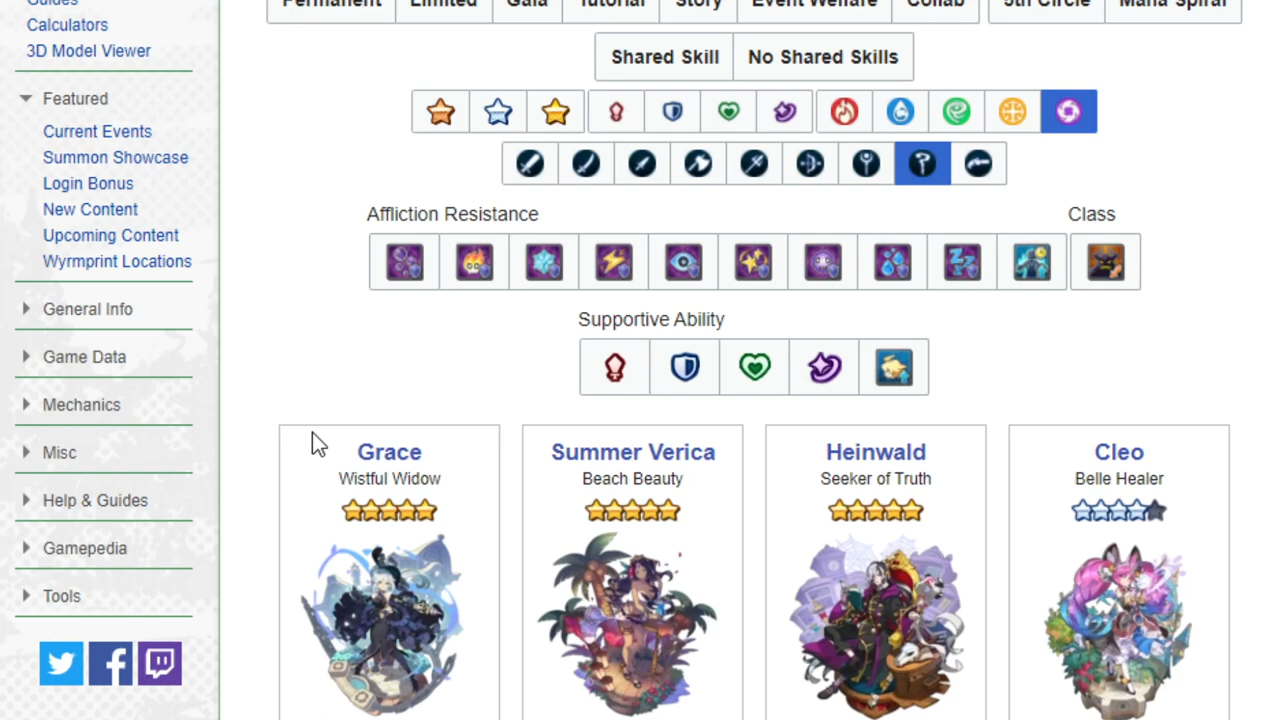 Guides
Calculators
3D Model Viewer
Featured
Current Events
Summon Showcase
Login Bonus
New Content
Upcoming Content
Wyrmprint Locations
General Info
Game Data
Mechanics
Misc
Help & Guides
Gamepedia
Tools
Permanent Limited Gala Tutorial Story Event Welfare Collab 5th Circle Mana Spiral
Shared Skill No Shared Skills
Affliction Resistance Class
Supportive Ability
Grace
Wistful Widow
Summer Verica
Beach Beauty
Heinwald
Seeker of Truth
Cleo
Belle Healer